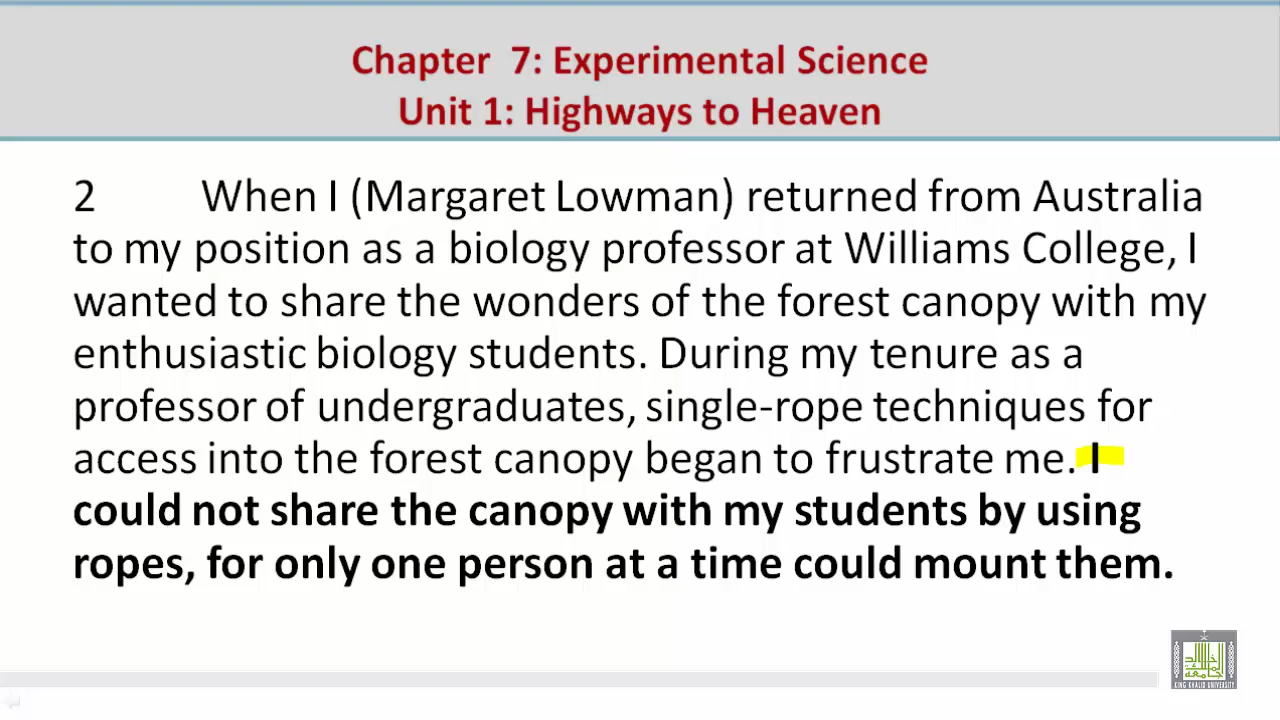 Chapter 7: Experimental Science
Unit 1: Highways to Heaven
2 When I (Margaret Lowman) returned from Australia
to my position as a biology professor at Williams College, I
wanted to share the wonders of the forest canopy with my
enthusiastic biology students. During my tenure as a
professor of undergraduates, single-rope techniques for
access into the forest canopy began to frustrate me. I
could not share the canopy with my students by using
ropes, for only one person at a time could mount them.
KING KHALID UNIVERSITY